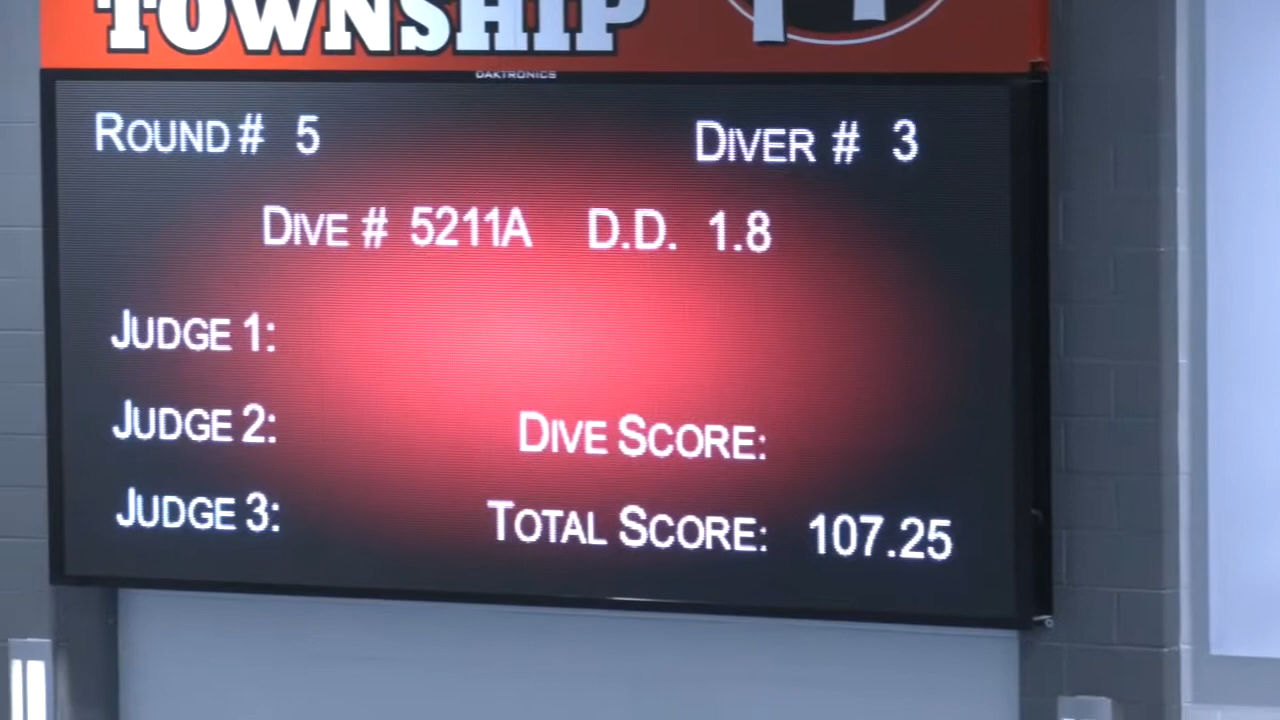 TOWNSHIP
DAKTRONICS
ROUND # 5 DIVER # 3
DIVE # 5211A D.D. 1.8
JUDGE 1:
JUDGE 2: DIVE SCORE:
JUDGE 3: TOTAL SCORE: 107.25